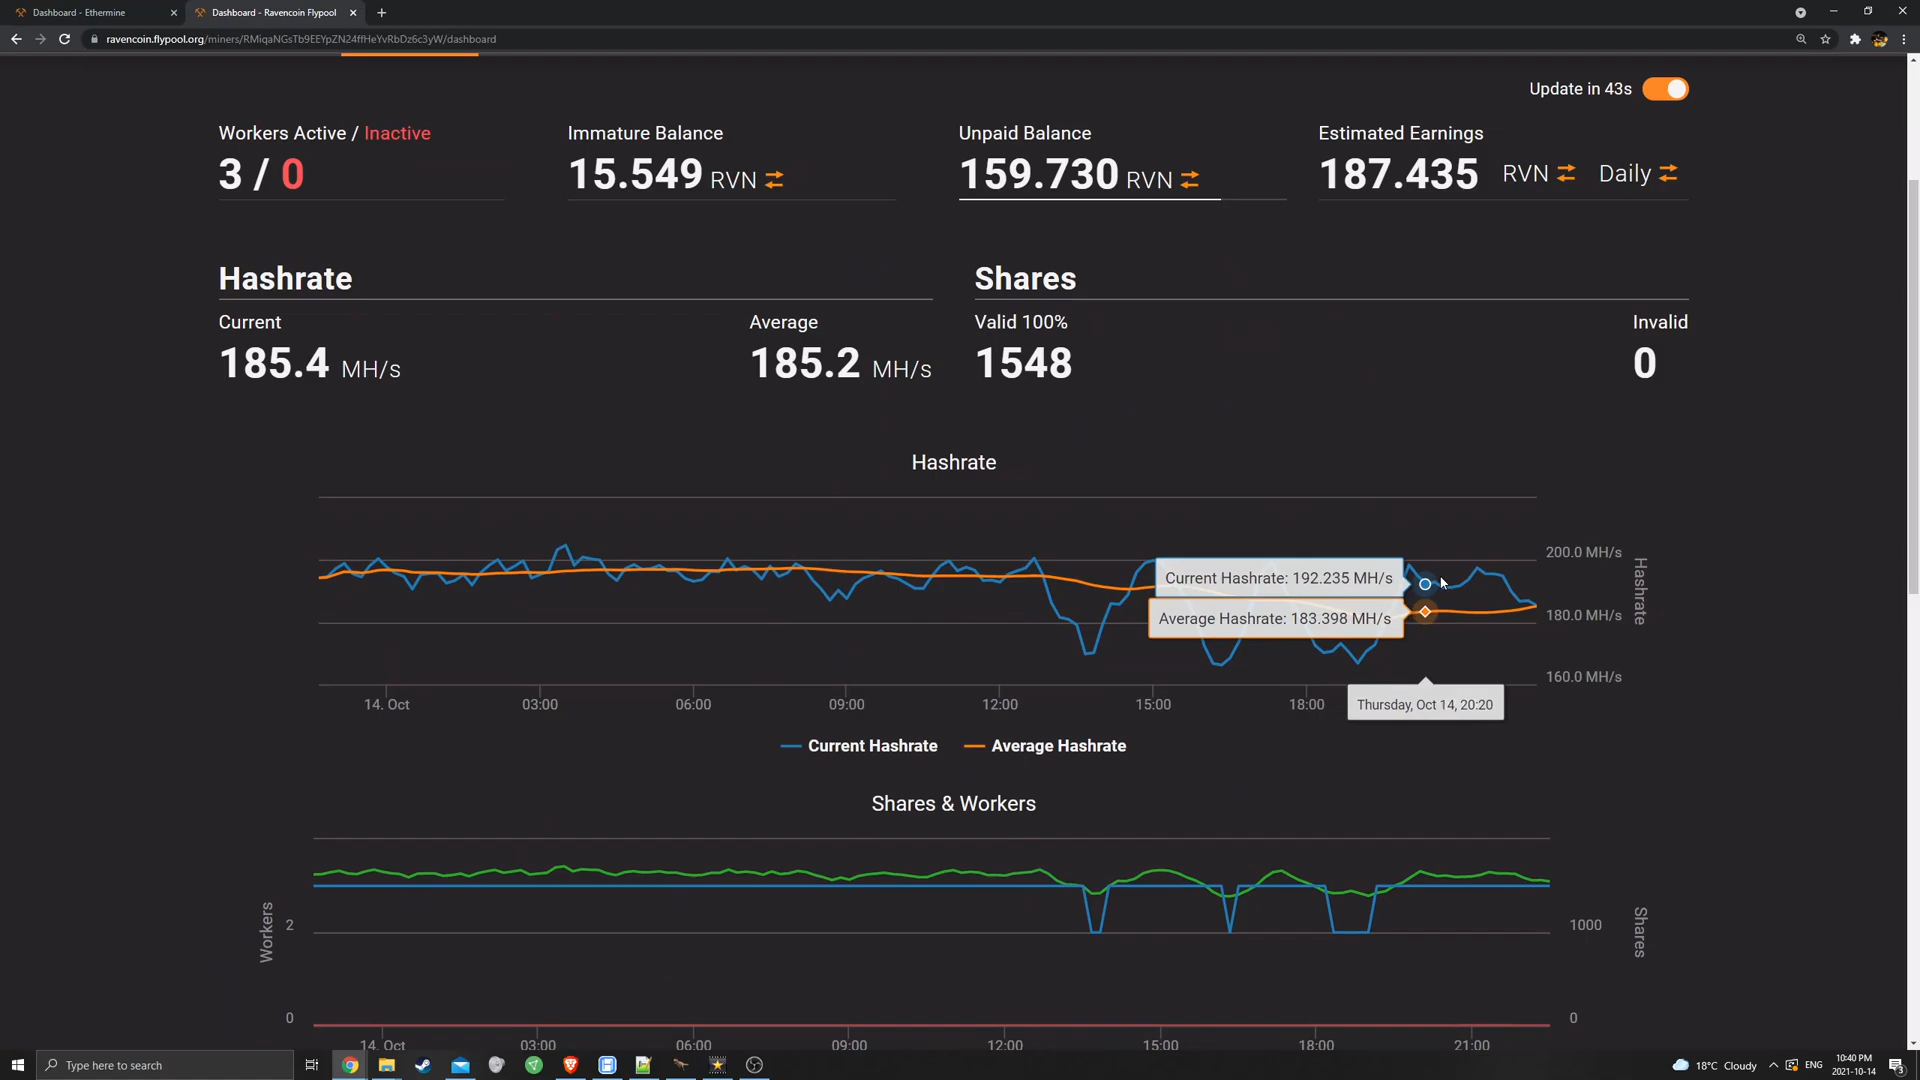 Dashboard - Ethermine
Dashboard - Ravencoin Flypool
ravencoin.flypool.org/miners/RMiqaNGsTb9EEYpZN24ffHeYvRbDz6c3yW/dashboard
Update in 43s
Workers Active / Inactive
Immature Balance
Unpaid Balance
Estimated Earnings
3 / 0
15.549 RVN
159.730 RVN
187.435 RVN Daily
Hashrate
Shares
Current
Average
Valid 100%
Invalid
185.4 MH/s
185.2 MH/s
1548
0
Hashrate
200.0 MH/s
180.0 MH/s
160.0 MH/s
Hashrate
Current Hashrate: 192.235 MH/s
Average Hashrate: 183.398 MH/s
14. Oct
03:00
06:00
09:00
12:00
15:00
18:00
Thursday, Oct 14, 20:20
Current Hashrate
Average Hashrate
Shares & Workers
Workers
2
0
1000
0
Shares
14. Oct
03:00
06:00
09:00
12:00
15:00
18:00
21:00
Type here to search
18°C Cloudy
ENG
10:40 PM
2021-10-14
3